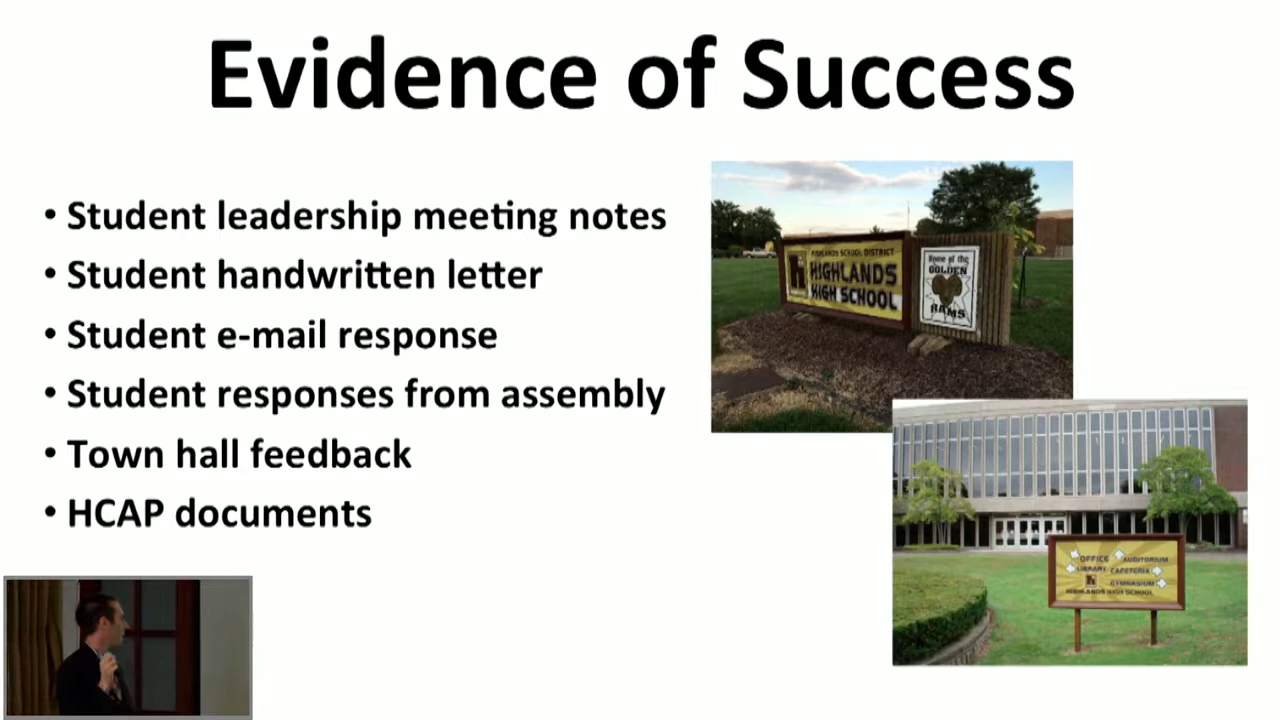 Evidence of Success
• Student leadership meeting notes
• Student handwritten letter
• Student e-mail response
• Student responses from assembly
• Town hall feedback
• HCAP documents
HIGHLANDS SCHOOL DISTRICT
HIGHLANDS
HIGH SCHOOL
Home of the
GOLDEN
RAMS
OFFICE AUDITORIUM
LIBRARY CAFETERIA
GYMNASIUM
HIGHLANDS HIGH SCHOOL